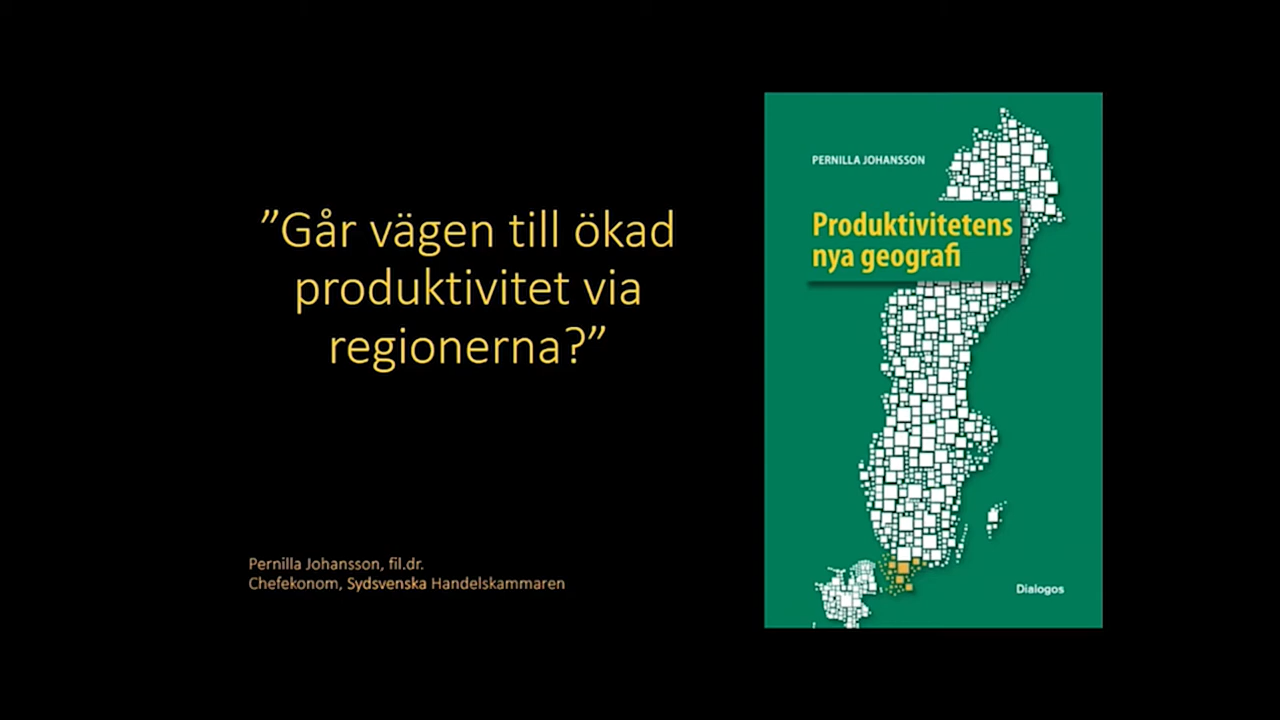 ”Går vägen till ökad
produktivitet via
regionerna?”
Pernilla Johansson, fil.dr.
Chefekonom, Sydsvenska Handelskammaren
PERNILLA JOHANSSON
Produktivitetens
nya geografi
Dialogos